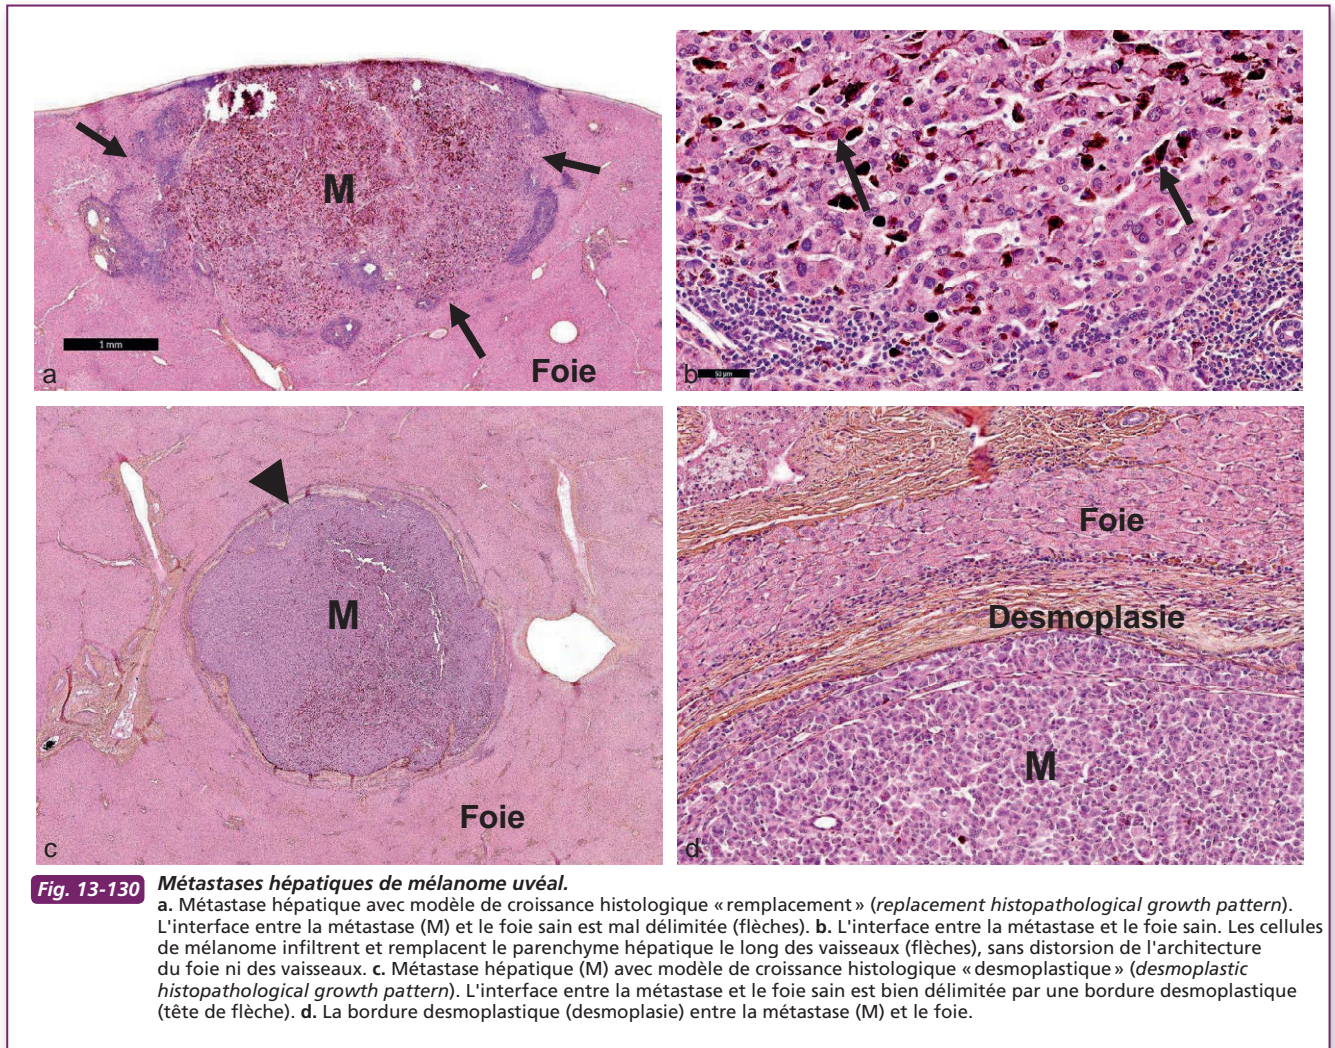 M
1 mm
Foie
a
50 µm
b
M
Foie
c
Foie
Desmoplasie
M
d
Fig. 13-130 Métastases hépatiques de mélanome uvéal.
a. Métastase hépatique avec modèle de croissance histologique « remplacement » (replacement histopathological growth pattern).
L'interface entre la métastase (M) et le foie sain est mal délimitée (flèches). b. L'interface entre la métastase et le foie sain. Les cellules
de mélanome infiltrent et remplacent le parenchyme hépatique le long des vaisseaux (flèches), sans distorsion de l'architecture
du foie ni des vaisseaux. c. Métastase hépatique (M) avec modèle de croissance histologique « desmoplastique » (desmoplastic
histopathological growth pattern). L'interface entre la métastase et le foie sain est bien délimitée par une bordure desmoplastique
(tête de flèche). d. La bordure desmoplastique (desmoplasie) entre la métastase (M) et le foie.